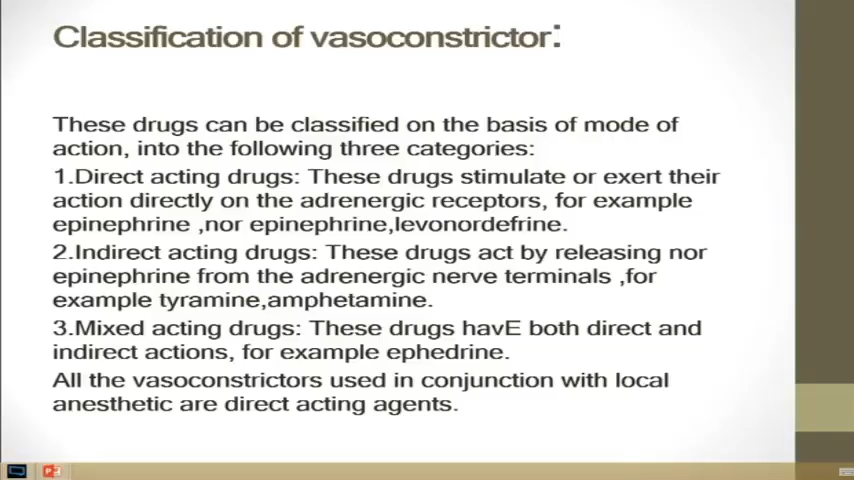 Classification of vasoconstrictor:
These drugs can be classified on the basis of mode of
action, into the following three categories:
1.Direct acting drugs: These drugs stimulate or exert their
action directly on the adrenergic receptors, for example
epinephrine ,nor epinephrine,levonordefrine.
2.Indirect acting drugs: These drugs act by releasing nor
epinephrine from the adrenergic nerve terminals ,for
example tyramine,amphetamine.
3.Mixed acting drugs: These drugs havE both direct and
indirect actions, for example ephedrine.
All the vasoconstrictors used in conjunction with local
anesthetic are direct acting agents.